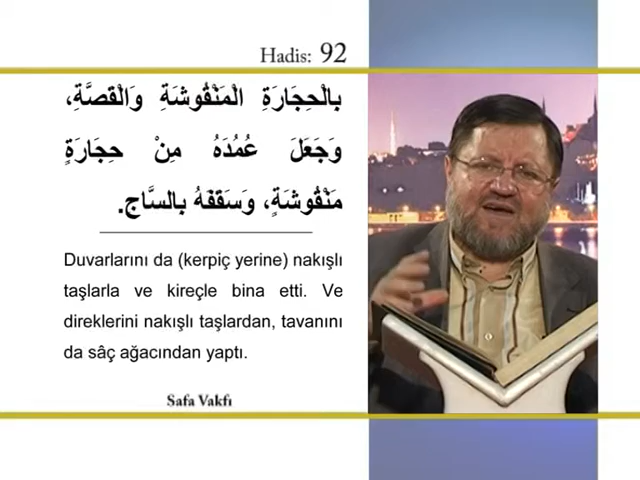 Hadis: 92
بِالْحِجَارَةِ الْمَنْقُوشَةِ وَالْقَصَّةِ،
وَجَعَلَ عُمُدَهُ مِنْ حِجَارَةٍ
مَنْقُوشَةٍ، وَسَقَفَهُ بِالسَّاجِ.
Duvarlarını da (kerpiç yerine) nakışlı
taşlarla ve kireçle bina etti. Ve
direklerini nakışlı taşlardan, tavanını
da sâç ağacından yaptı.
Safa Vakfı